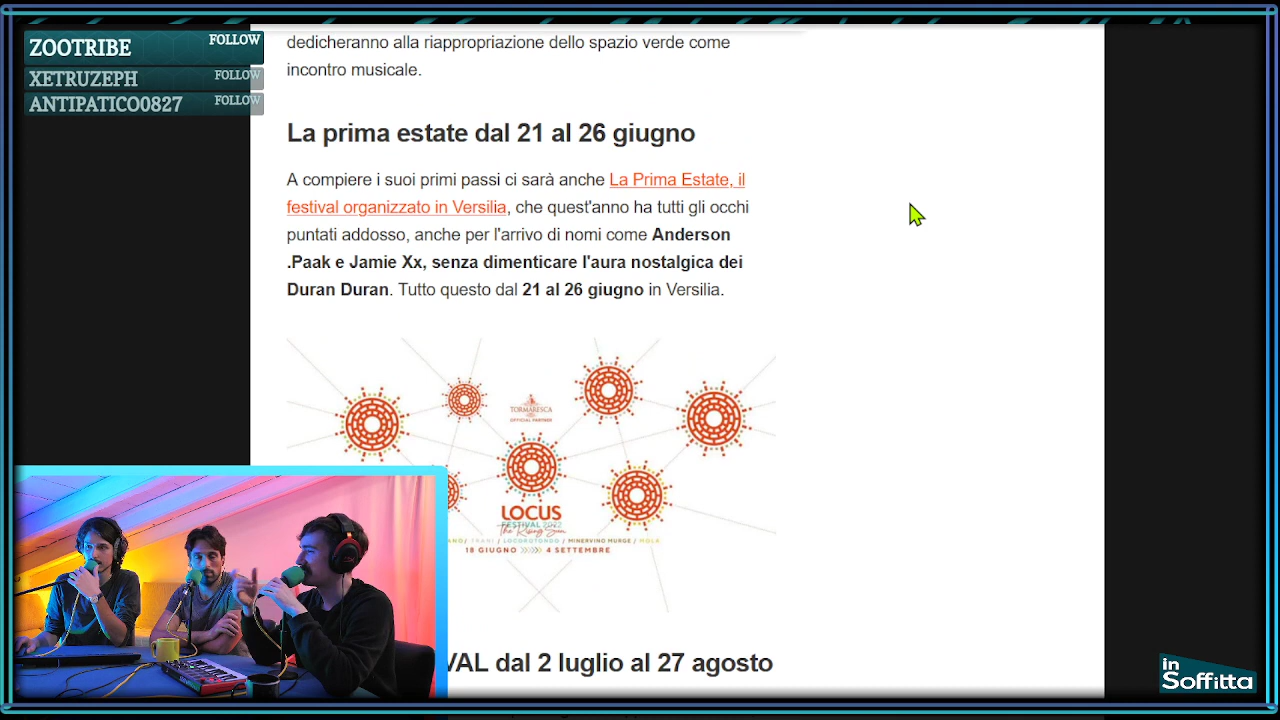 ZOOTRIBE FOLLOW
XETRUZEPH FOLLOW
ANTIPATICO0827 FOLLOW
dedicheranno alla riappropriazione dello spazio verde come
incontro musicale.
La prima estate dal 21 al 26 giugno
A compiere i suoi primi passi ci sarà anche La Prima Estate, il
festival organizzato in Versilia, che quest'anno ha tutti gli occhi
puntati addosso, anche per l'arrivo di nomi come Anderson
.Paak e Jamie Xx, senza dimenticare l'aura nostalgica dei
Duran Duran. Tutto questo dal 21 al 26 giugno in Versilia.
TORMARESCA
OFFICIAL PARTNER
LOCUS
FESTIVAL 2022
The Rising Sun
/ TRANI / LOCOROTONDO / MINERVINO MURGE / MOLA
18 GIUGNO 4 SETTEMBRE
VAL dal 2 luglio al 27 agosto
in
Soffitta